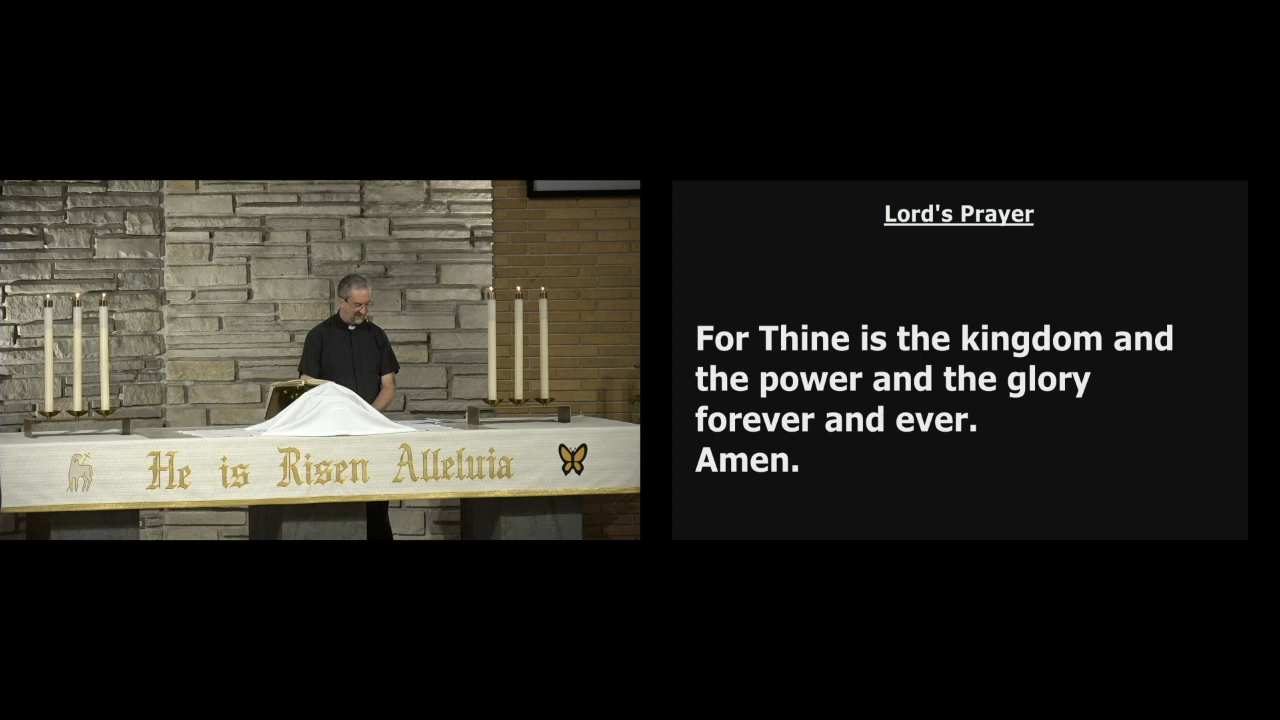 He is Risen Alleluia
Lord's Prayer
For Thine is the kingdom and
the power and the glory
forever and ever.
Amen.